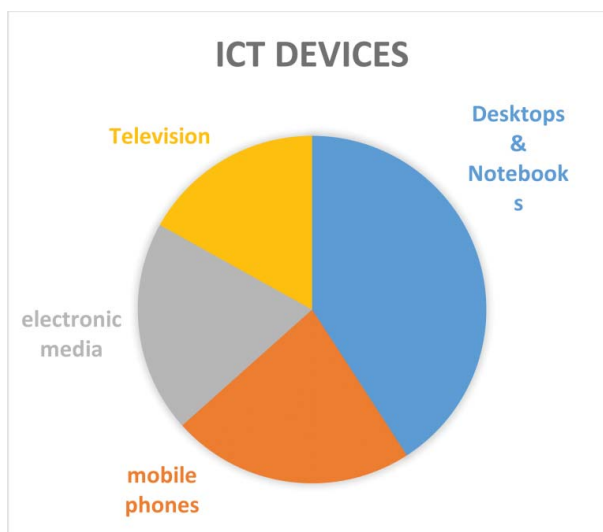 ICT DEVICES
Television
Desktops
&
Notebook
s
electronic
media
mobile
phones